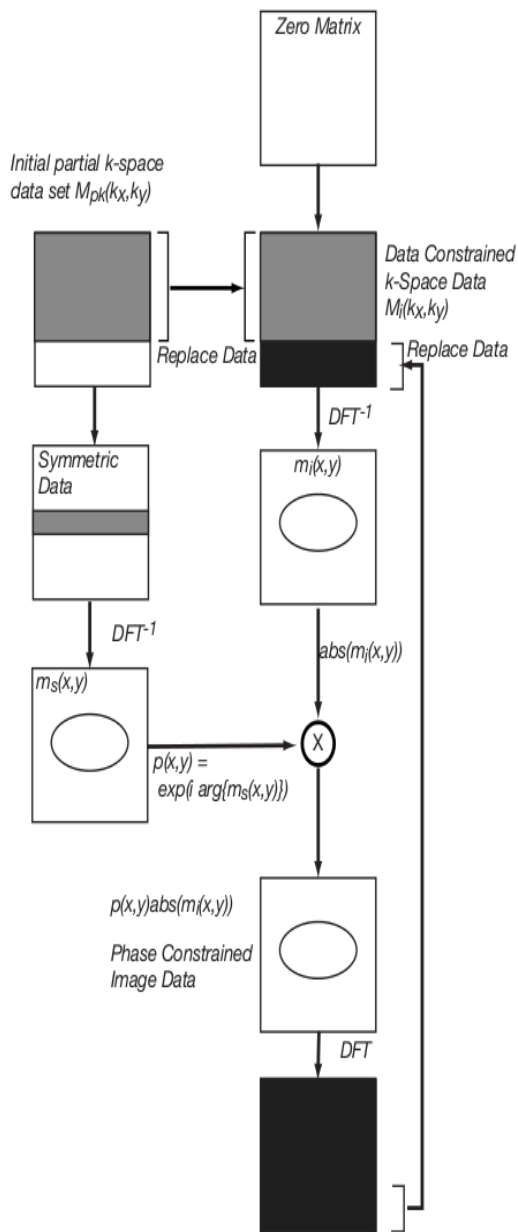 Zero Matrix
Initial partial k-space
data set Mpk(kx,ky)
Data Constrained
k-Space Data
Mi(kx,ky)
Replace Data
Replace Data
DFT-1
Symmetric
Data
mi(x,y)
DFT-1
abs(mi(x,y))
ms(x,y)
X
p(x,y) =
exp(i arg{ms(x,y)})
p(x,y)abs(mi(x,y))
Phase Constrained
Image Data
DFT